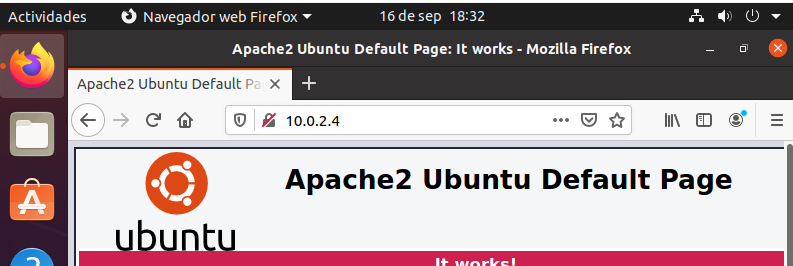 Actividades Navegador web Firefox 16 de sep 18:32
Apache2 Ubuntu Default Page: It works - Mozilla Firefox
Apache2 Ubuntu Default Pa
10.0.2.4
Apache2 Ubuntu Default Page
ubuntu
It works!